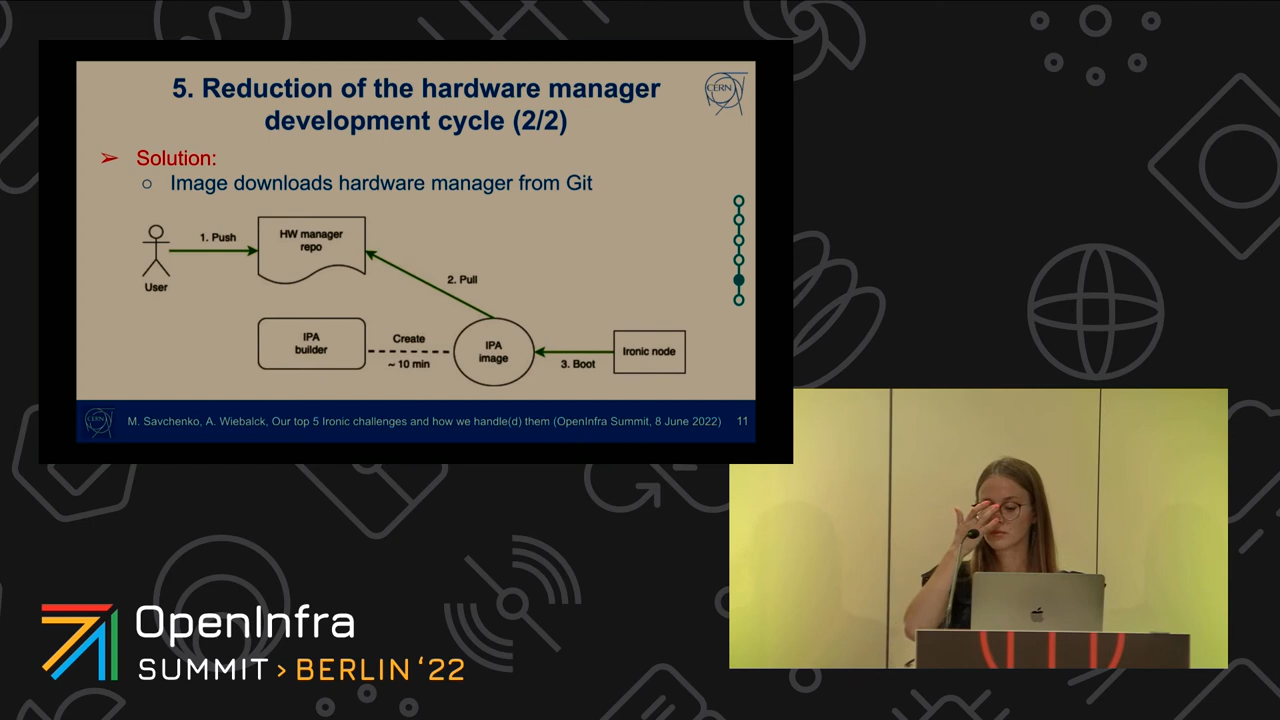 5. Reduction of the hardware manager
development cycle (2/2)
CERN
➢ Solution:
○ Image downloads hardware manager from Git
1. Push
HW manager
repo
User
2. Pull
IPA
builder
Create
~ 10 min
IPA
image
3. Boot
Ironic node
CERN
M. Savchenko, A. Wiebalck, Our top 5 Ironic challenges and how we handle(d) them (OpenInfra Summit, 8 June 2022)
11
OpenInfra
SUMMIT > BERLIN ‘22